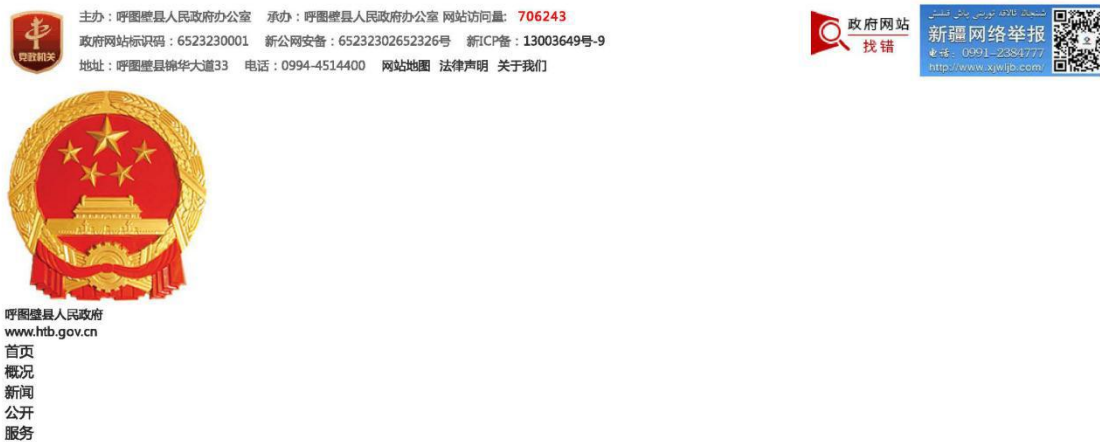 主办：呼图壁县人民政府办公室 承办：呼图壁县人民政府办公室 网站访问量: 706243
政府网站标识码：6523230001 新公网安备：65232302652326号 新ICP备：13003649号-9
地址：呼图壁县锦华大道33 电话：0994-4514400 网站地图 法律声明 关于我们
党政机关
政府网站
找错
新疆网络举报
电话: 0991-2384777
http://www.xjwljb.com/
呼图壁县人民政府
www.htb.gov.cn
首页
概况
新闻
公开
服务